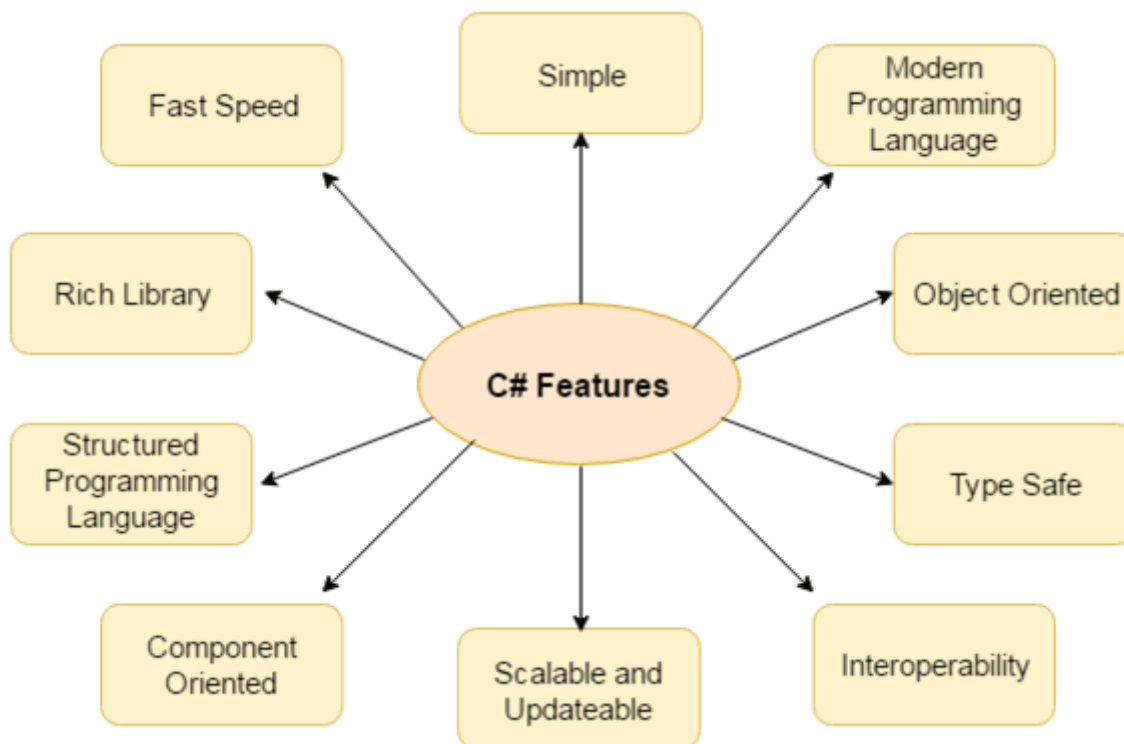 Simple
Modern
Programming
Language
Fast Speed
Rich Library
Object Oriented
C# Features
Structured
Programming
Language
Type Safe
Component
Oriented
Scalable and
Updateable
Interoperability